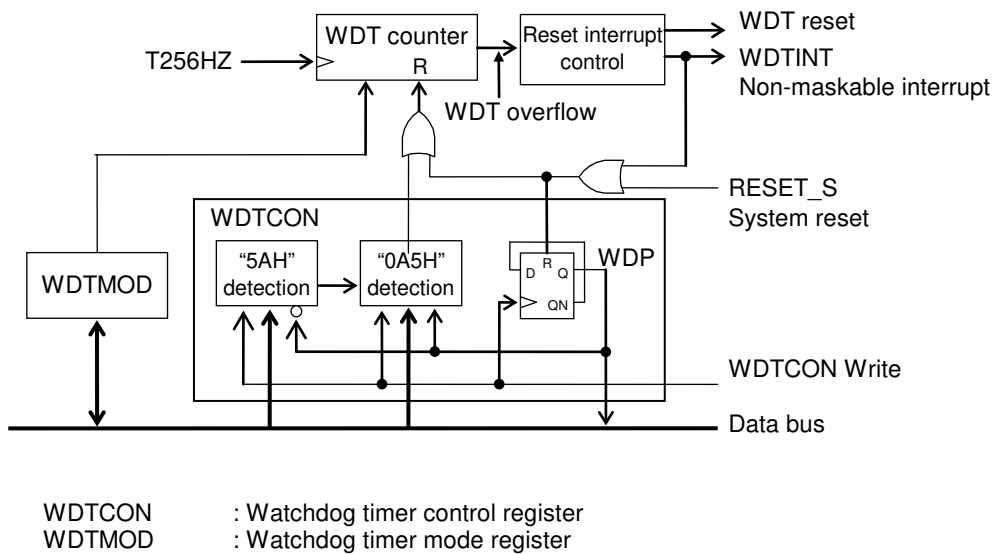 WDT counter
R
T256HZ
Reset interrupt
control
WDT reset
WDTINT
Non-maskable interrupt
WDT overflow
RESET_S
System reset
WDTCON
WDTMOD
“5AH”
detection
“0A5H”
detection
WDP
R
D
Q
QN
WDTCON Write
Data bus
WDTCON : Watchdog timer control register
WDTMOD : Watchdog timer mode register